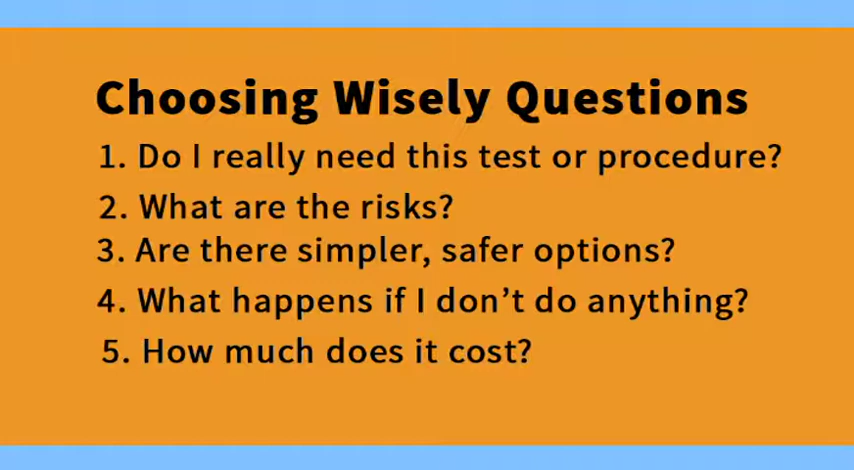 Choosing Wisely Questions
1. Do I really need this test or procedure?
2. What are the risks?
3. Are there simpler, safer options?
4. What happens if I don’t do anything?
5. How much does it cost?